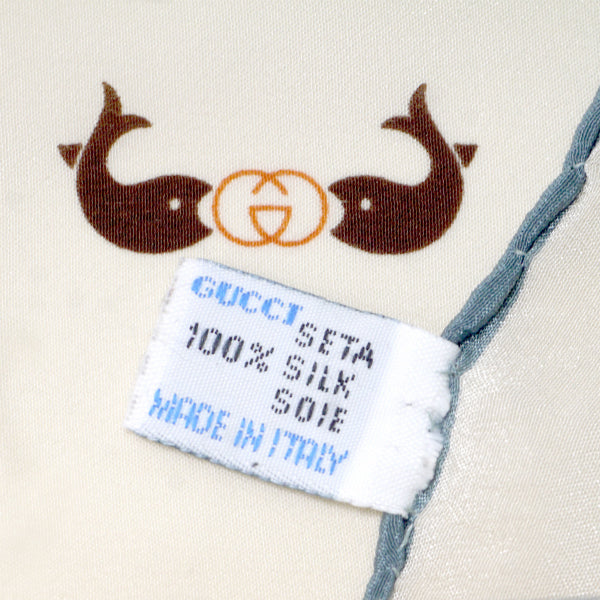 GUCCI
SETA
100% SILK
SOIE
MADE IN ITALY